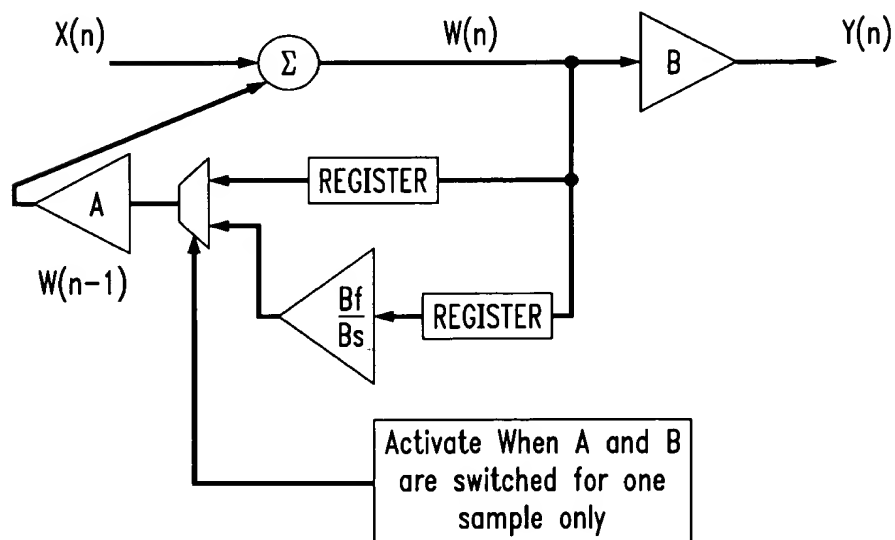 X(n)
W(n)
Y(n)
Σ
B
REGISTER
A
W(n-1)
Bf
Bs
REGISTER
Activate When A and B
are switched for one
sample only